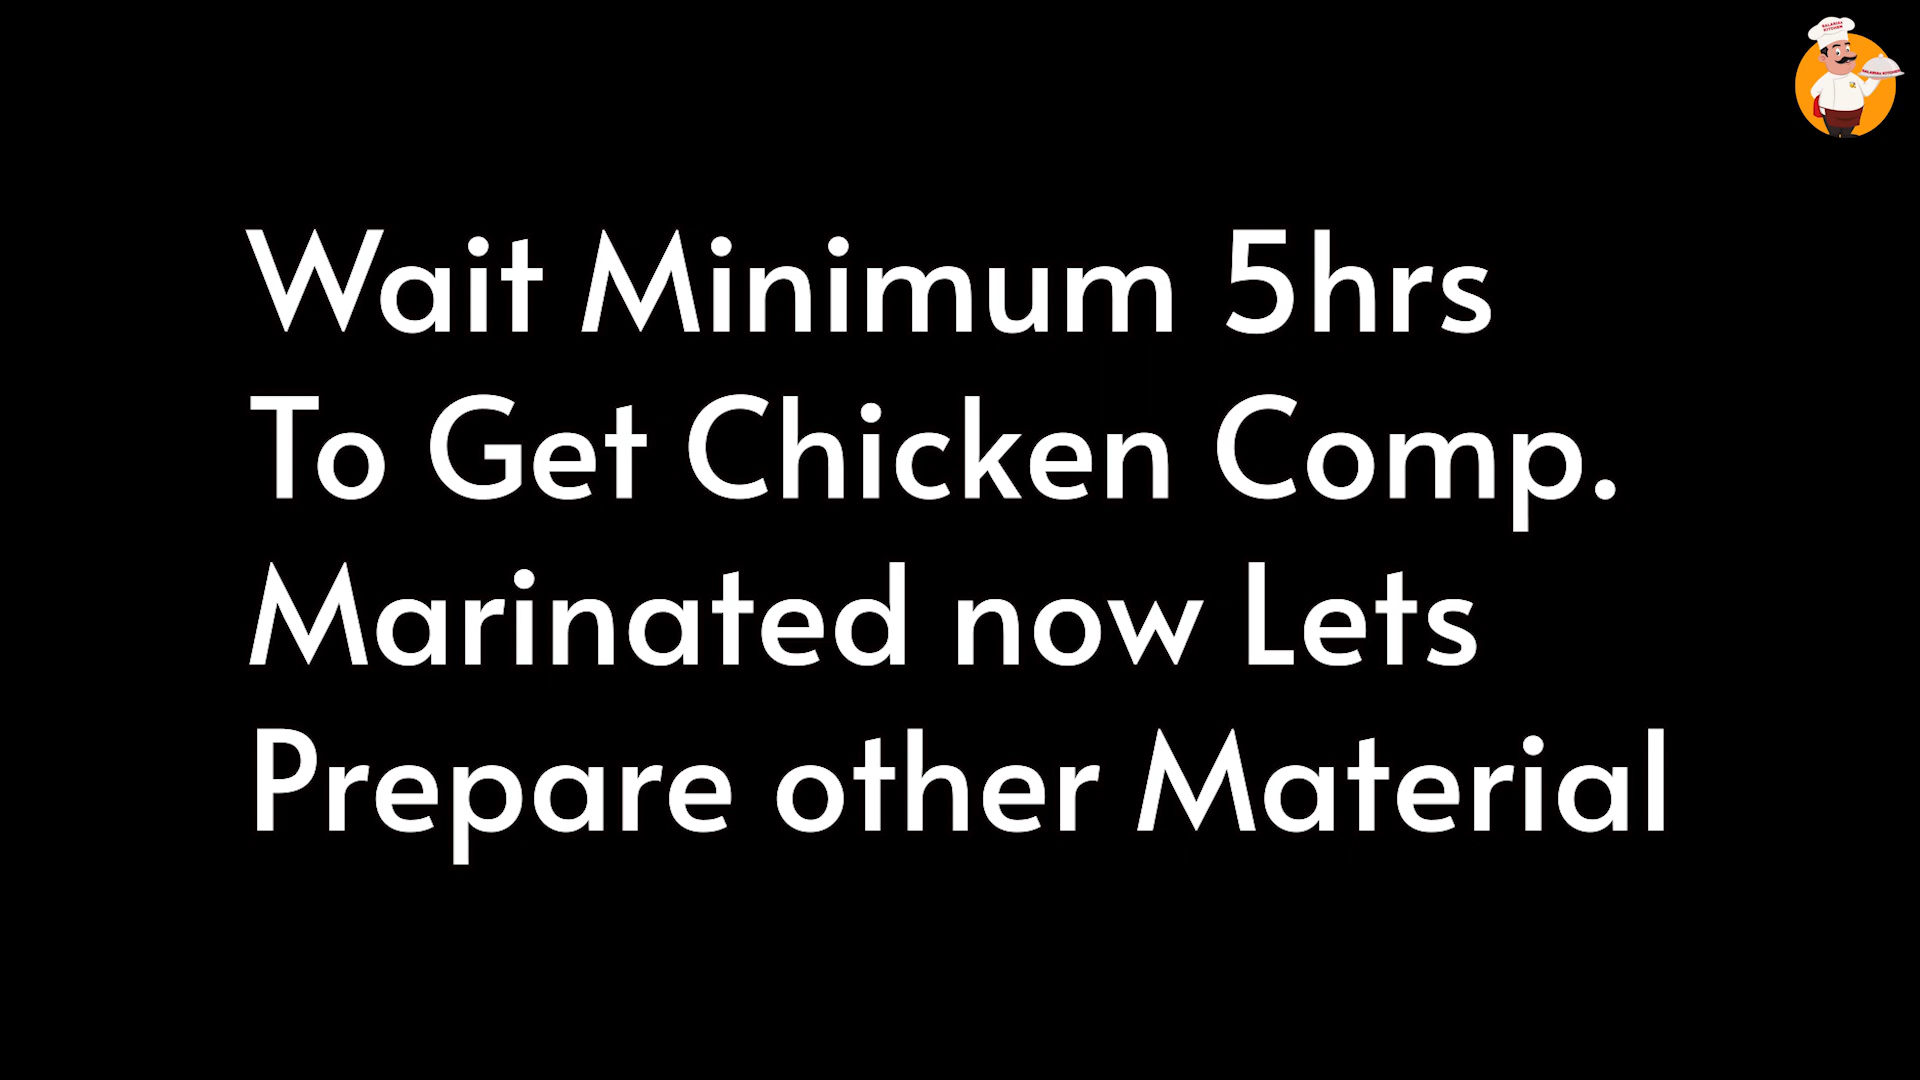 Wait Minimum 5hrs
To Get Chicken Comp.
Marinated now Lets
Prepare other Material